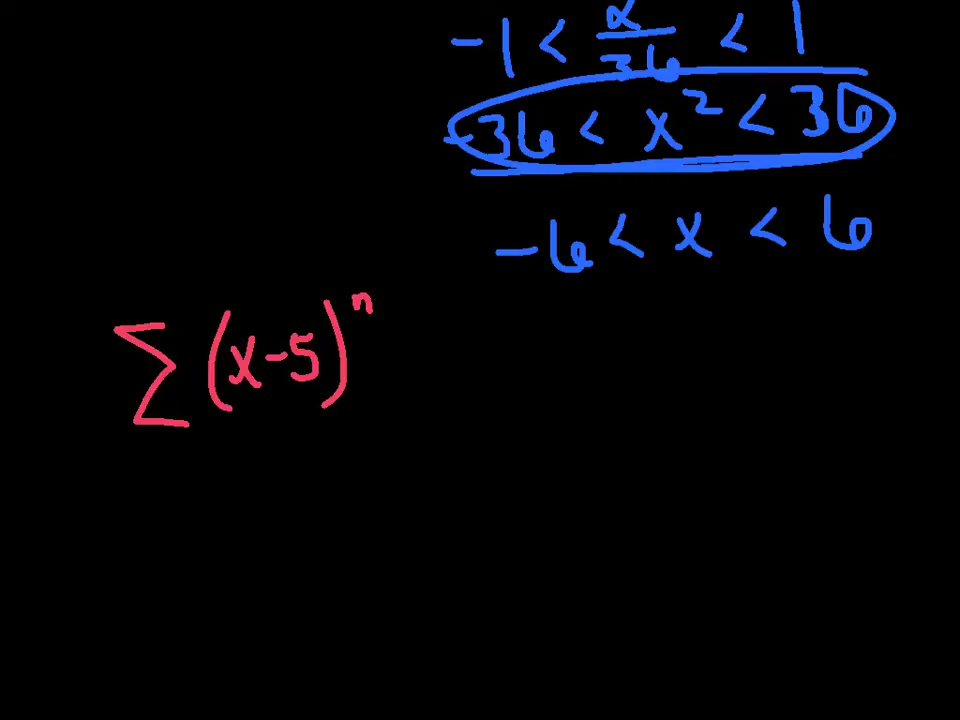 -1 < /36 < 1
-36 < x² < 36
-6 < x < 6
∑ (x-5)ⁿ